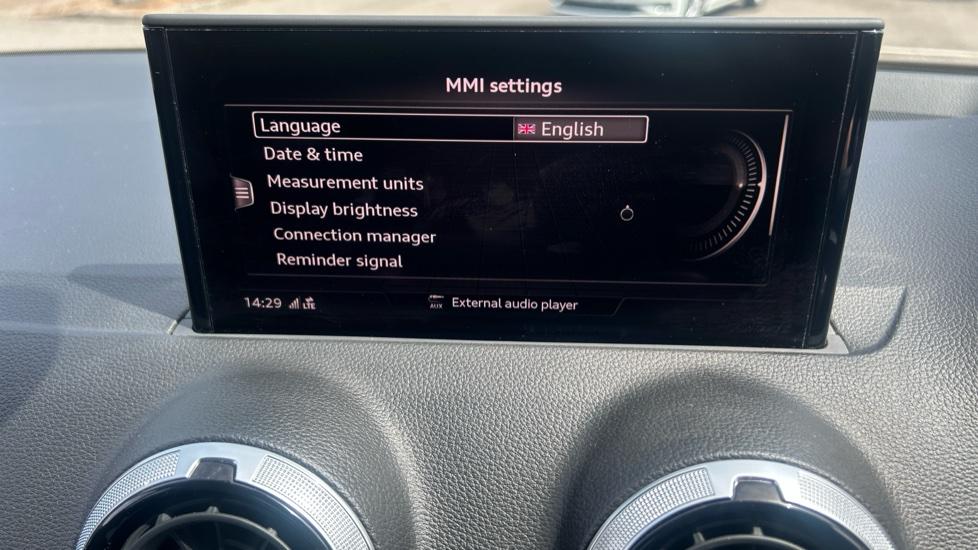 MMI settings
Language English
Date & time
Measurement units
Display brightness
Connection manager
Reminder signal
14:29 LTE AUX External audio player